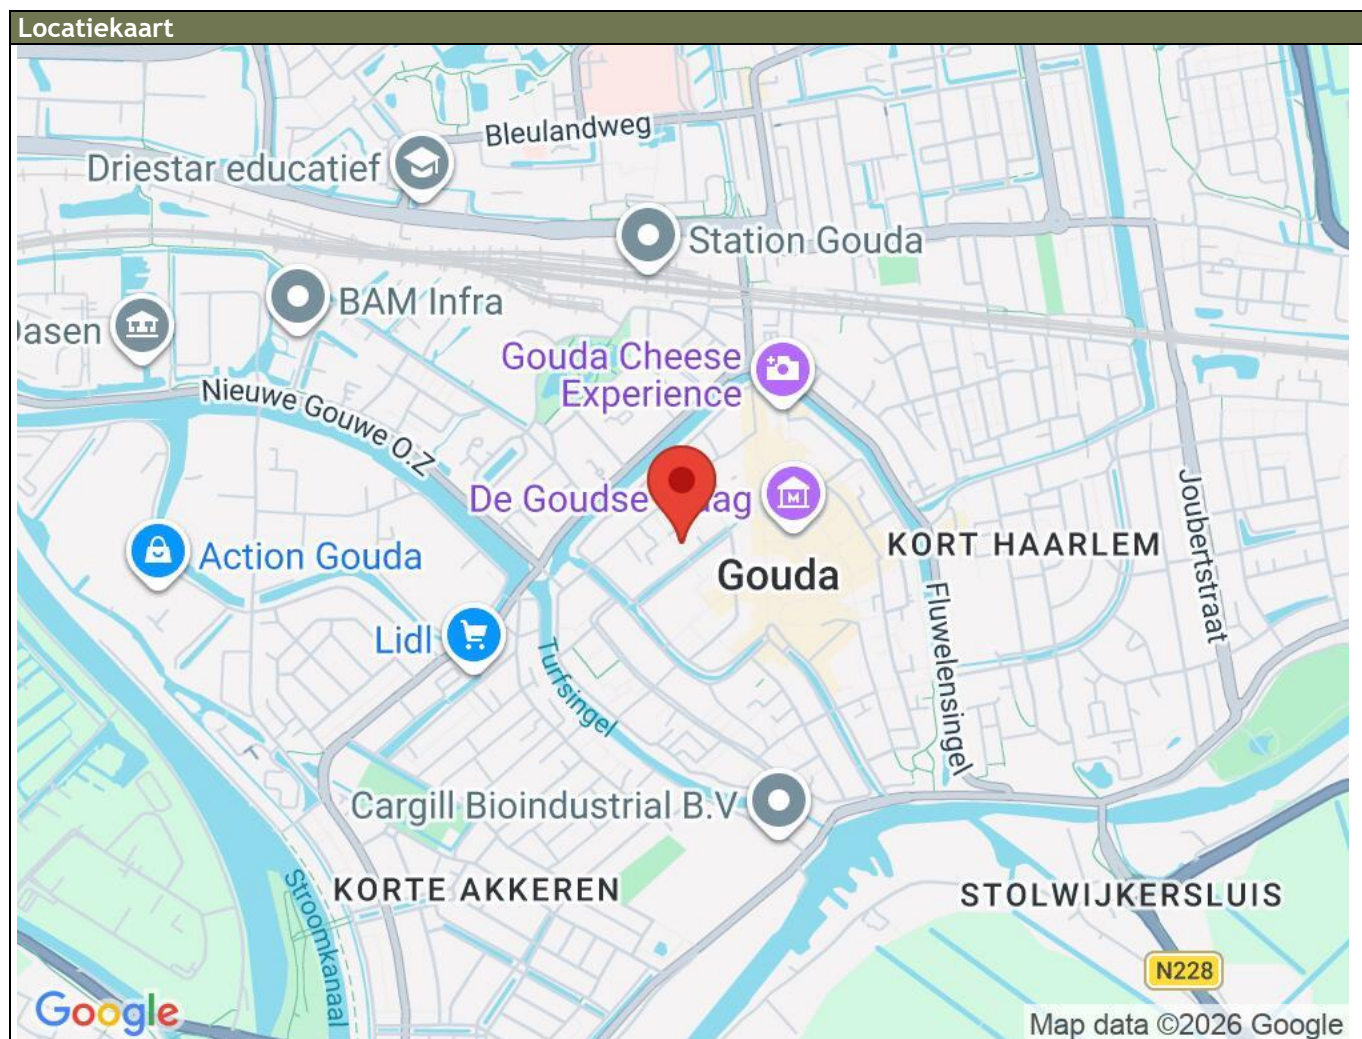 Locatiekaart
Bleulandweg
Driestar educatief
Station Gouda
BAM Infra
Dasen
Gouda Cheese
Experience
Nieuwe Gouwe O.Z
De Goudse
aag
Joubertstraat
KORT HAARLEM
Action Gouda
Gouda
Fluwelensingel
Lidl
Turfsingel
Cargill Bioindustrial B.V
KORTE AKKEREN
STOLWIJKERSLUIS
Stroomkanaal
N228
Google
Map data ©2026 Google